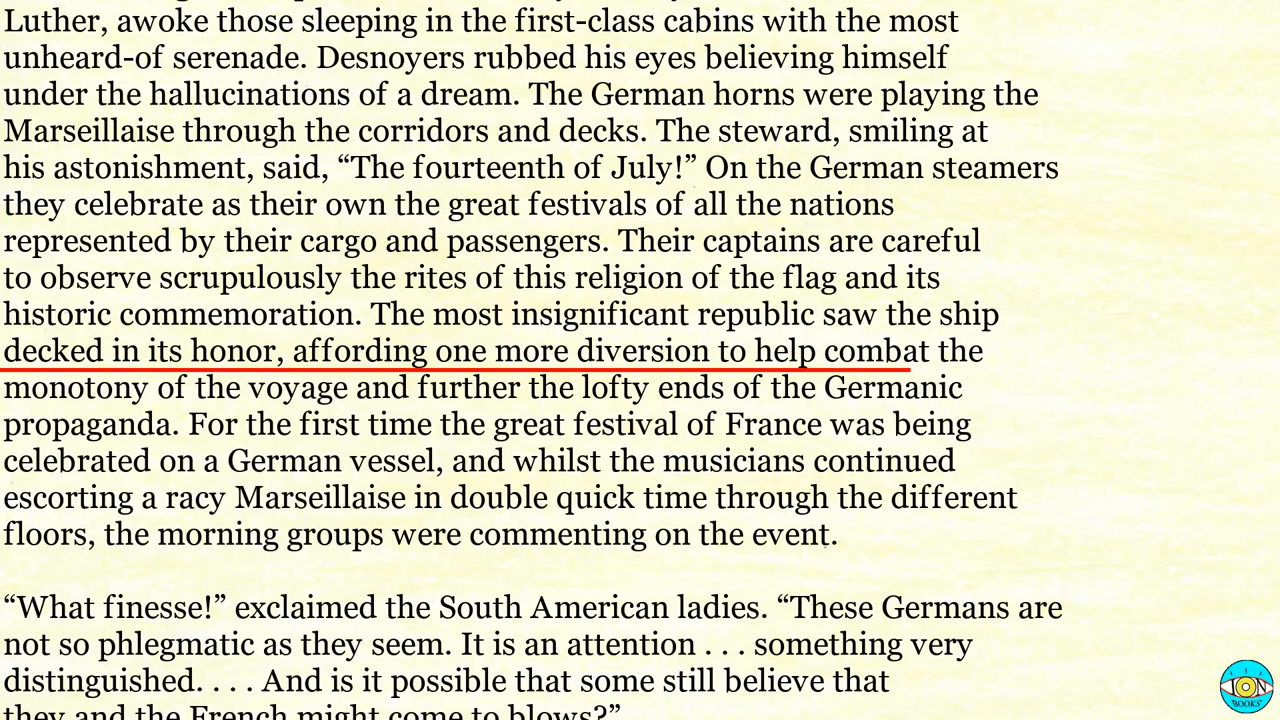 Luther, awoke those sleeping in the first-class cabins with the most
unheard-of serenade. Desnoyers rubbed his eyes believing himself
under the hallucinations of a dream. The German horns were playing the
Marseillaise through the corridors and decks. The steward, smiling at
his astonishment, said, “The fourteenth of July!” On the German steamers
they celebrate as their own the great festivals of all the nations
represented by their cargo and passengers. Their captains are careful
to observe scrupulously the rites of this religion of the flag and its
historic commemoration. The most insignificant republic saw the ship
decked in its honor, affording one more diversion to help combat the
monotony of the voyage and further the lofty ends of the Germanic
propaganda. For the first time the great festival of France was being
celebrated on a German vessel, and whilst the musicians continued
escorting a racy Marseillaise in double quick time through the different
floors, the morning groups were commenting on the event.
“What finesse!” exclaimed the South American ladies. “These Germans are
not so phlegmatic as they seem. It is an attention . . . something very
distinguished. . . . And is it possible that some still believe that
they and the French might come to blows?”
ION
BOOKS